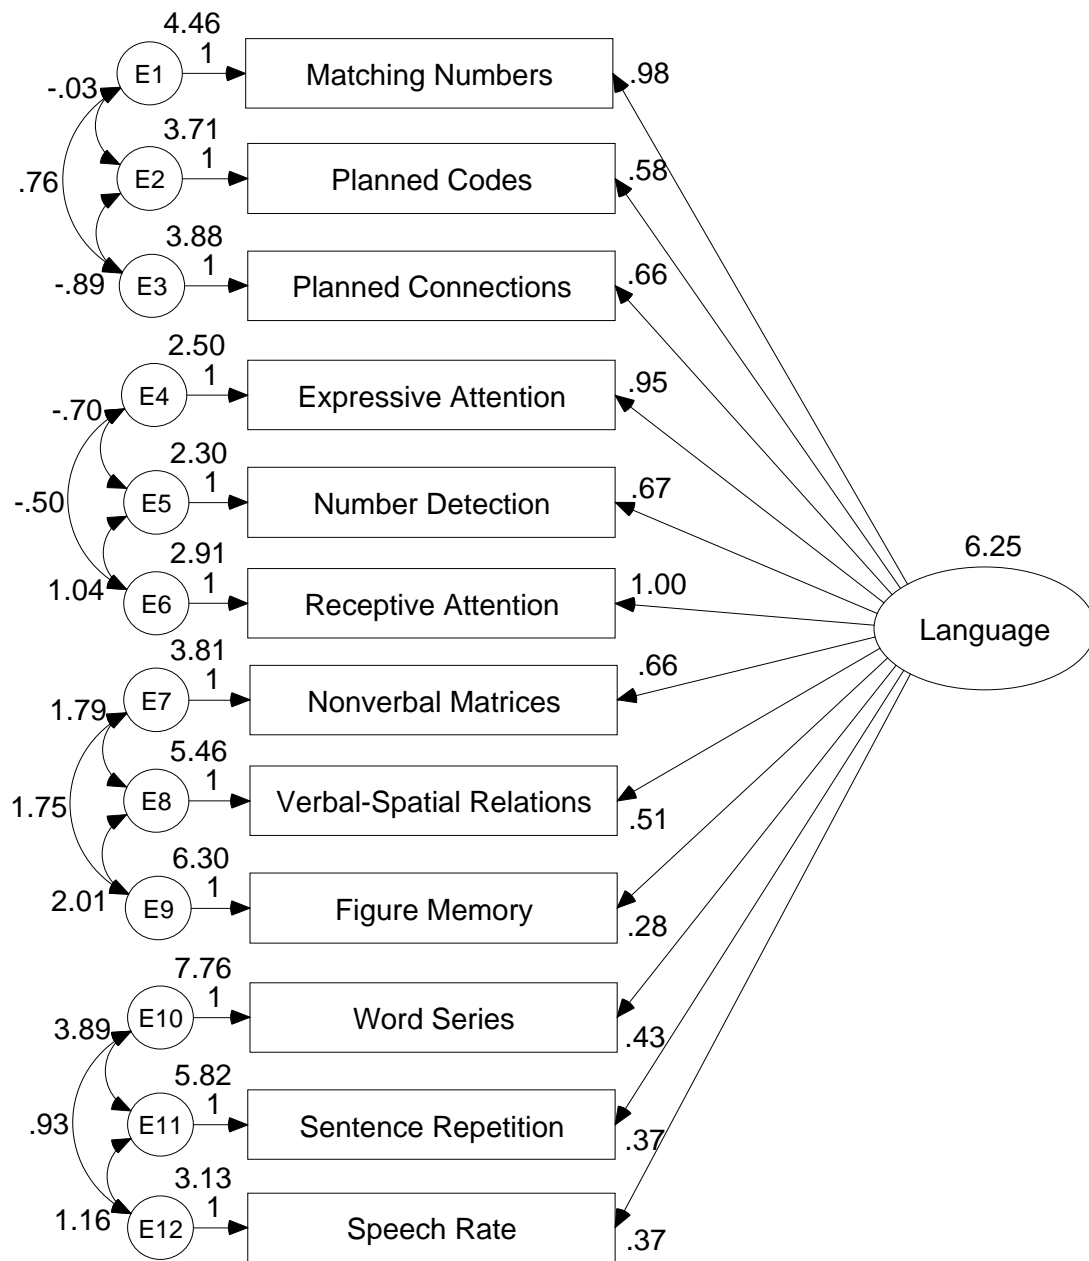 4.46
1
E1
Matching Numbers
.98
-.03
3.71
1
E2
Planned Codes
.58
.76
3.88
1
E3
Planned Connections
.66
-.89
2.50
1
E4
Expressive Attention
.95
-.70
2.30
1
E5
Number Detection
.67
-.50
2.91
1
E6
Receptive Attention
1.00
1.04
6.25
Language
3.81
1
E7
Nonverbal Matrices
.66
1.79
5.46
1
E8
Verbal-Spatial Relations
.51
1.75
6.30
1
E9
Figure Memory
.28
2.01
7.76
1
E10
Word Series
.43
3.89
5.82
1
E11
Sentence Repetition
.37
.93
3.13
1
E12
Speech Rate
.37
1.16